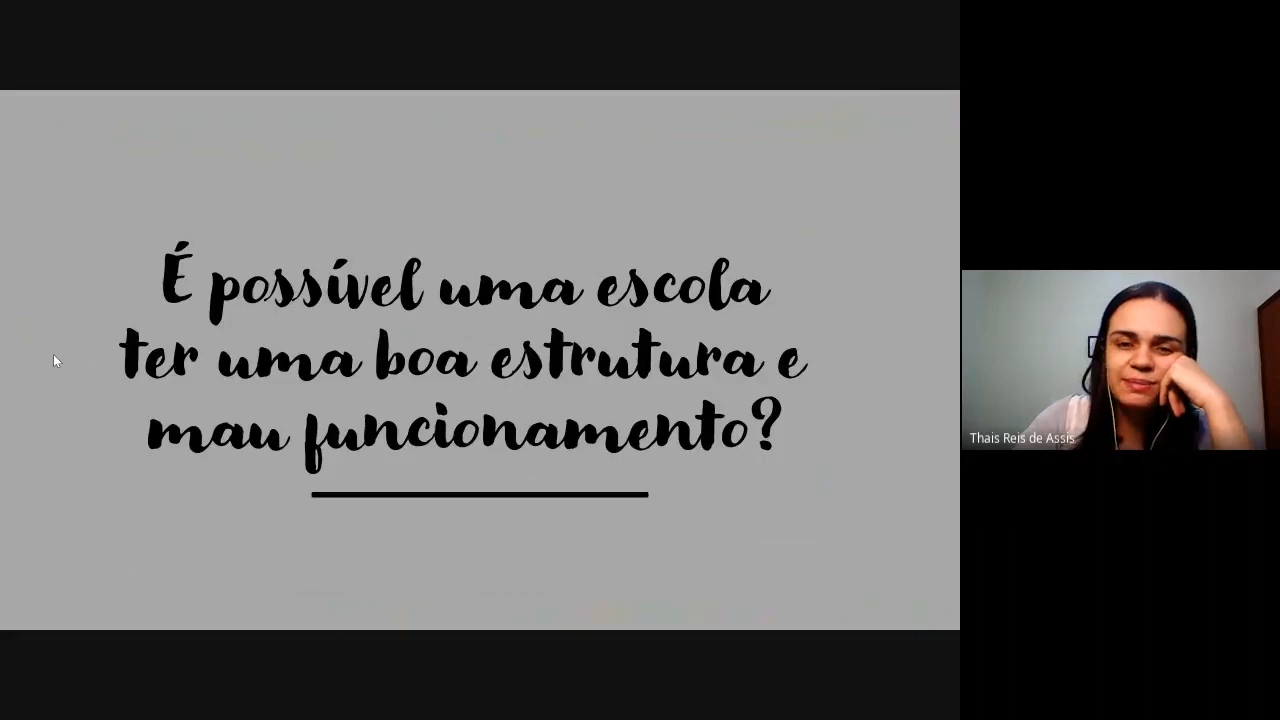 É possível uma escola
ter uma boa estrutura e
mau funcionamento?
Thais Reis de Assis